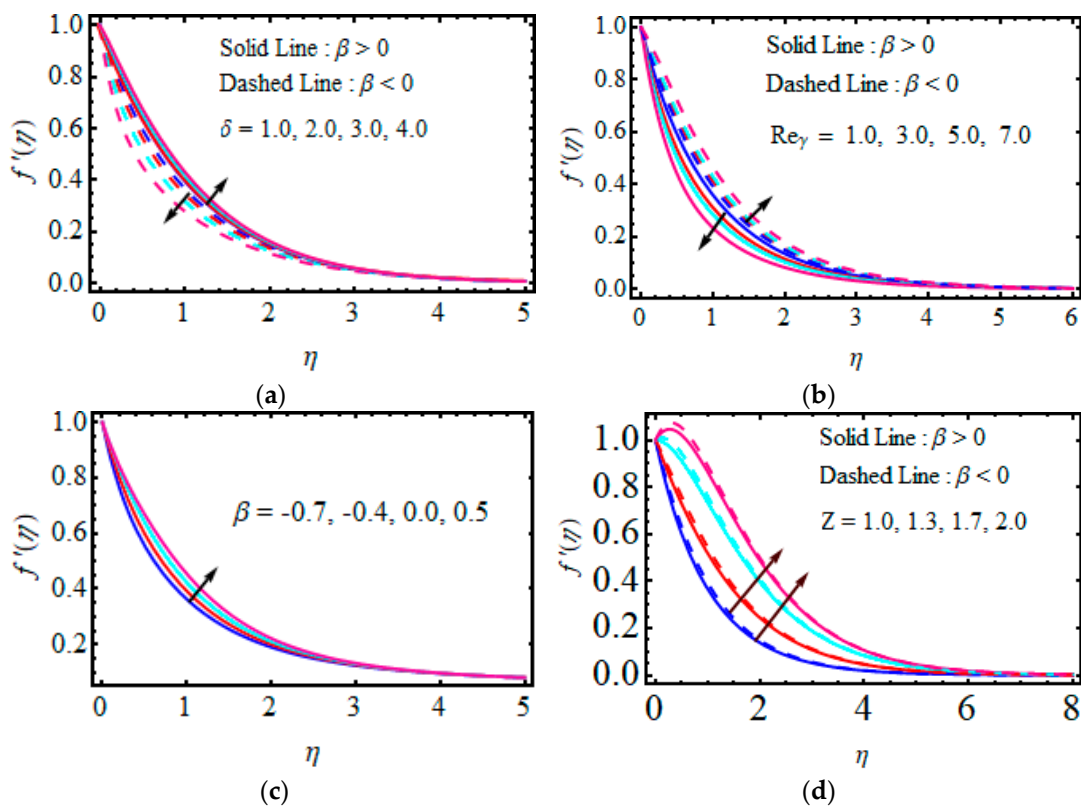 Solid Line : β > 0
Dashed Line : β < 0
δ = 1.0, 2.0, 3.0, 4.0
f '(η)
1.0
0.8
0.6
0.4
0.2
0.0
0 1 2 3 4 5
η
(a)
Solid Line : β > 0
Dashed Line : β < 0
Reγ = 1.0, 3.0, 5.0, 7.0
f '(η)
1.0
0.8
0.6
0.4
0.2
0.0
0 1 2 3 4 5 6
η
(b)
β = -0.7, -0.4, 0.0, 0.5
f '(η)
1.0
0.8
0.6
0.4
0.2
0 1 2 3 4 5
η
(c)
Solid Line : β > 0
Dashed Line : β < 0
Z = 1.0, 1.3, 1.7, 2.0
f '(η)
1.0
0.8
0.6
0.4
0.2
0.0
0 2 4 6 8
η
(d)